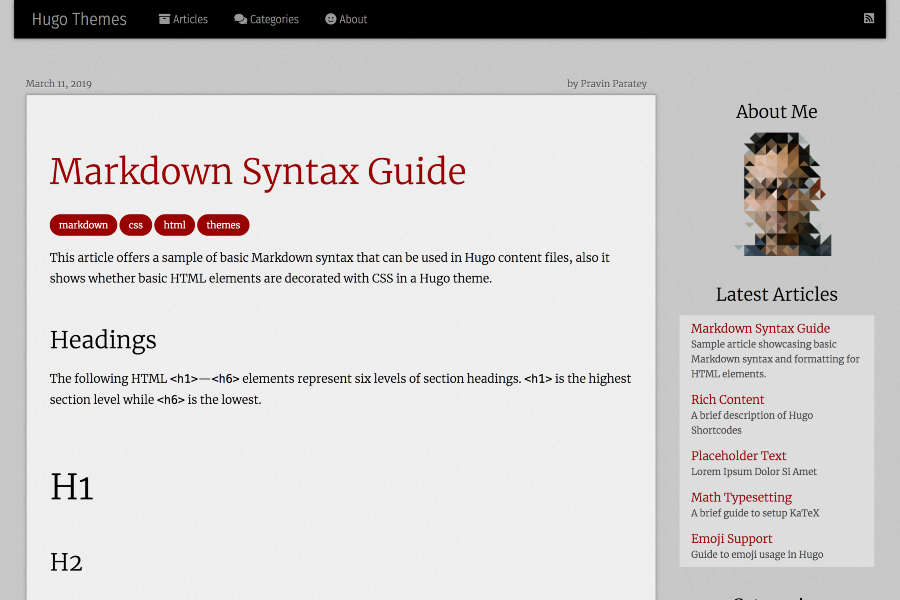 Hugo Themes Articles Categories About
March 11, 2019 by Pravin Paratey
Markdown Syntax Guide
markdown css html themes
This article offers a sample of basic Markdown syntax that can be used in Hugo content files, also it
shows whether basic HTML elements are decorated with CSS in a Hugo theme.
Headings
The following HTML <h1>—<h6> elements represent six levels of section headings. <h1> is the highest
section level while <h6> is the lowest.
H1
H2
About Me
Latest Articles
Markdown Syntax Guide
Sample article showcasing basic
Markdown syntax and formatting for
HTML elements.
Rich Content
A brief description of Hugo
Shortcodes
Placeholder Text
Lorem Ipsum Dolor Si Amet
Math Typesetting
A brief guide to setup KaTeX
Emoji Support
Guide to emoji usage in Hugo